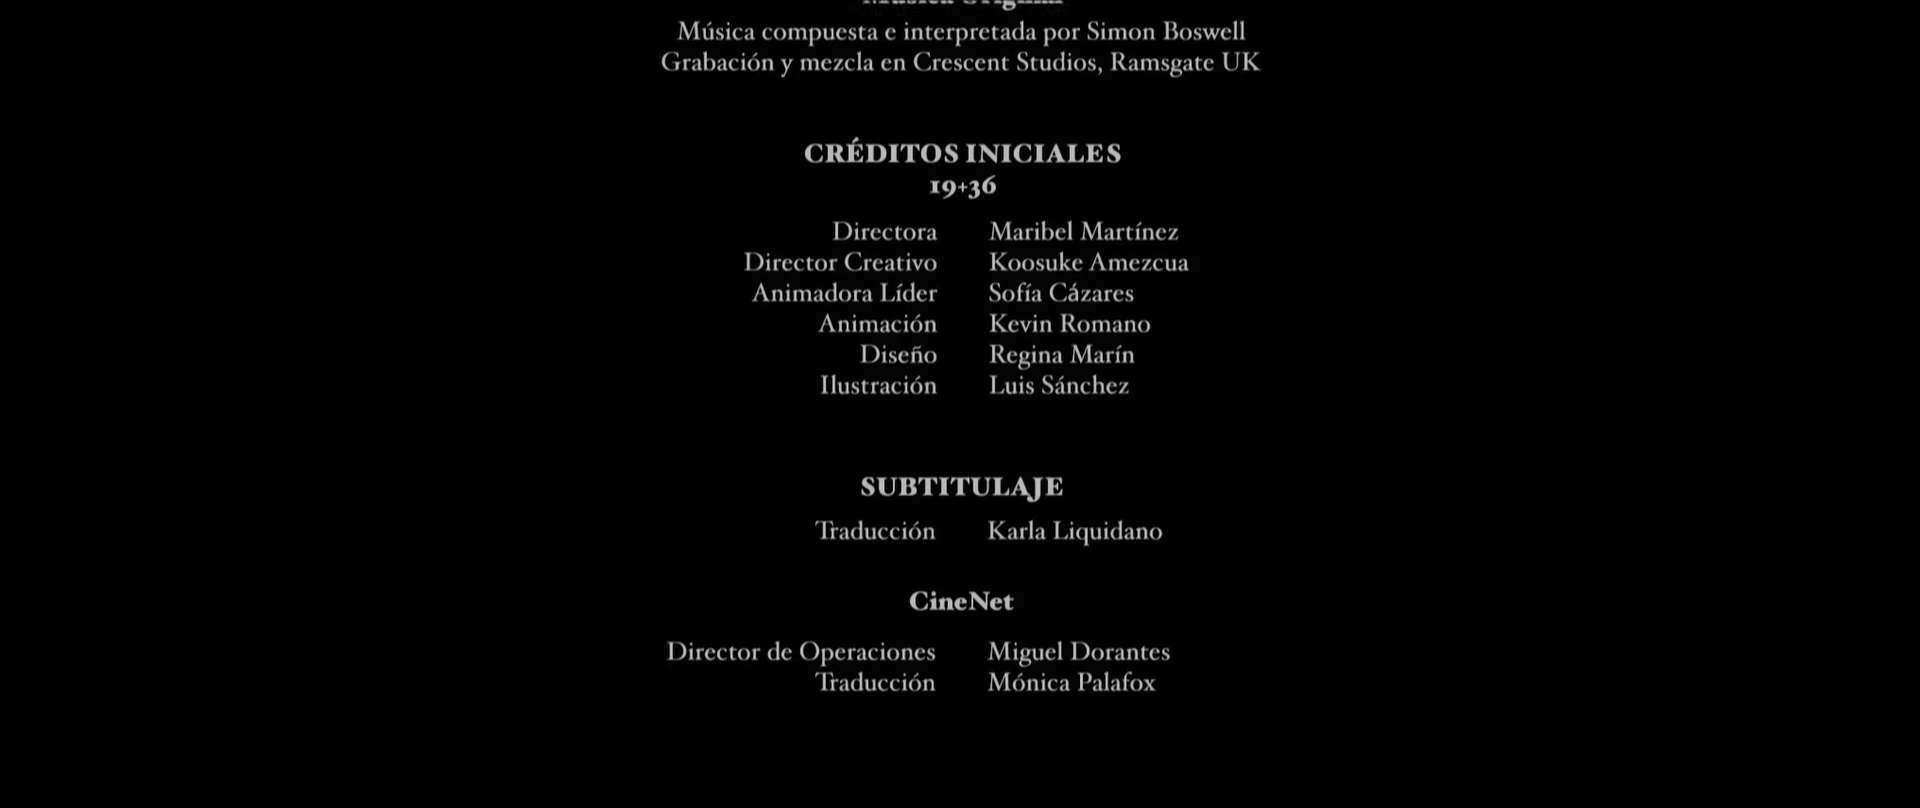 Música Original
Música compuesta e interpretada por Simon Boswell
Grabación y mezcla en Crescent Studios, Ramsgate UK
CRÉDITOS INICIALES
19+36
Directora Maribel Martínez
Director Creativo Koosuke Amezcua
Animadora Líder Sofía Cázares
Animación Kevin Romano
Diseño Regina Marín
Ilustración Luis Sánchez
SUBTITULAJE
Traducción Karla Liquidano
CineNet
Director de Operaciones Miguel Dorantes
Traducción Mónica Palafox